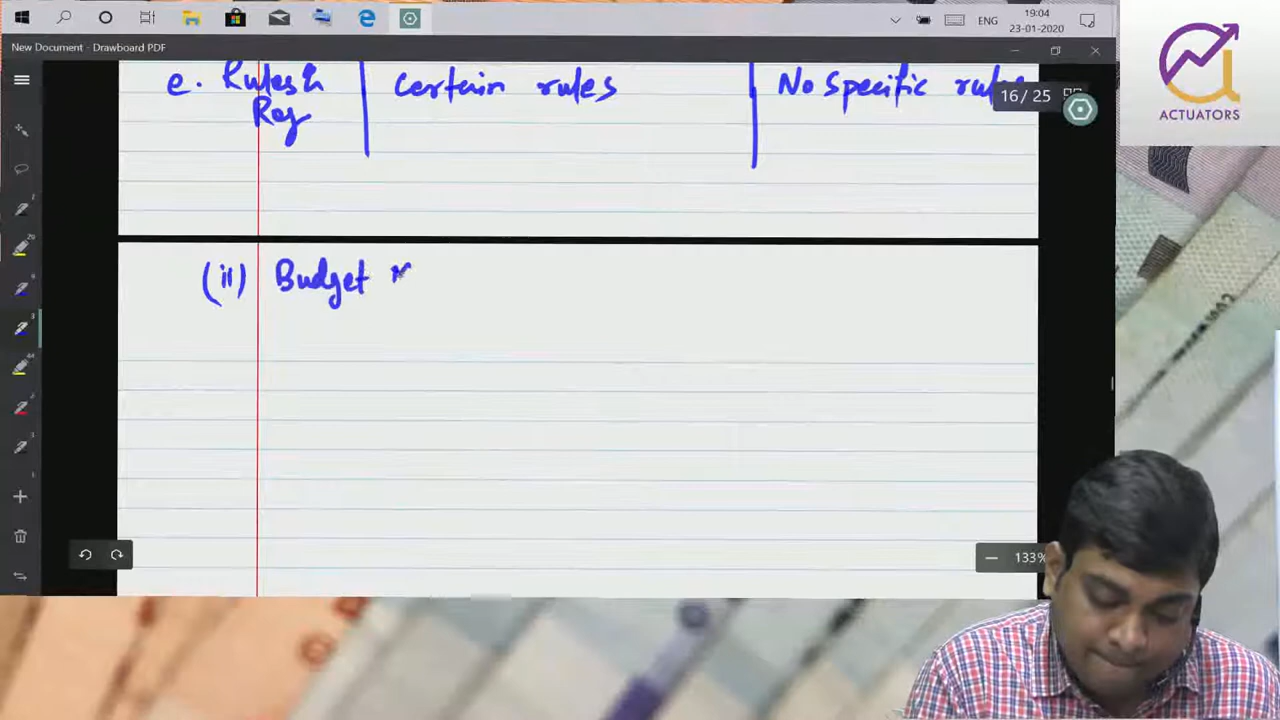 19:04
ENG
23-01-2020
New Document - Drawboard PDF
e. Rules & certain rules No specific rules
Reg
16 / 25
ACTUATORS
(ii) Budget
133%